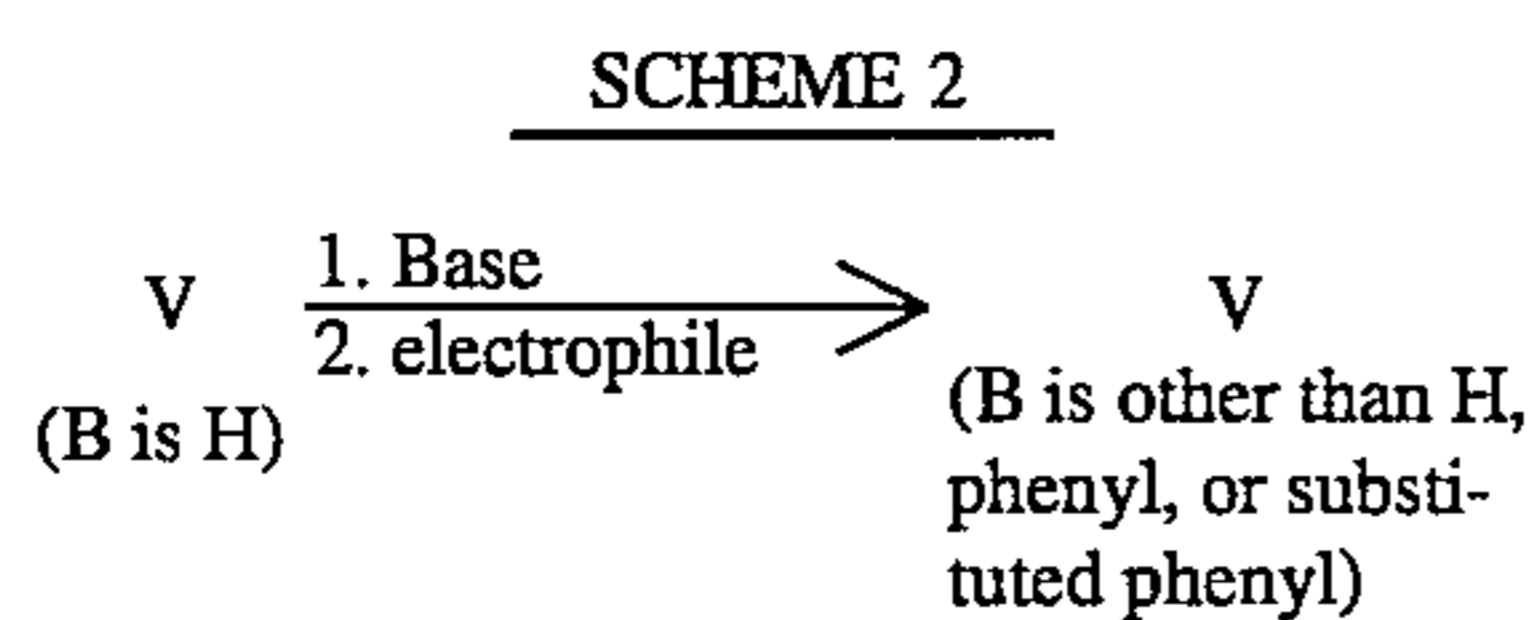 SCHEME 2
1. Base
V
V
2. electrophile
(B is H)
(B is other than H,
phenyl, or substi-
tuted phenyl)